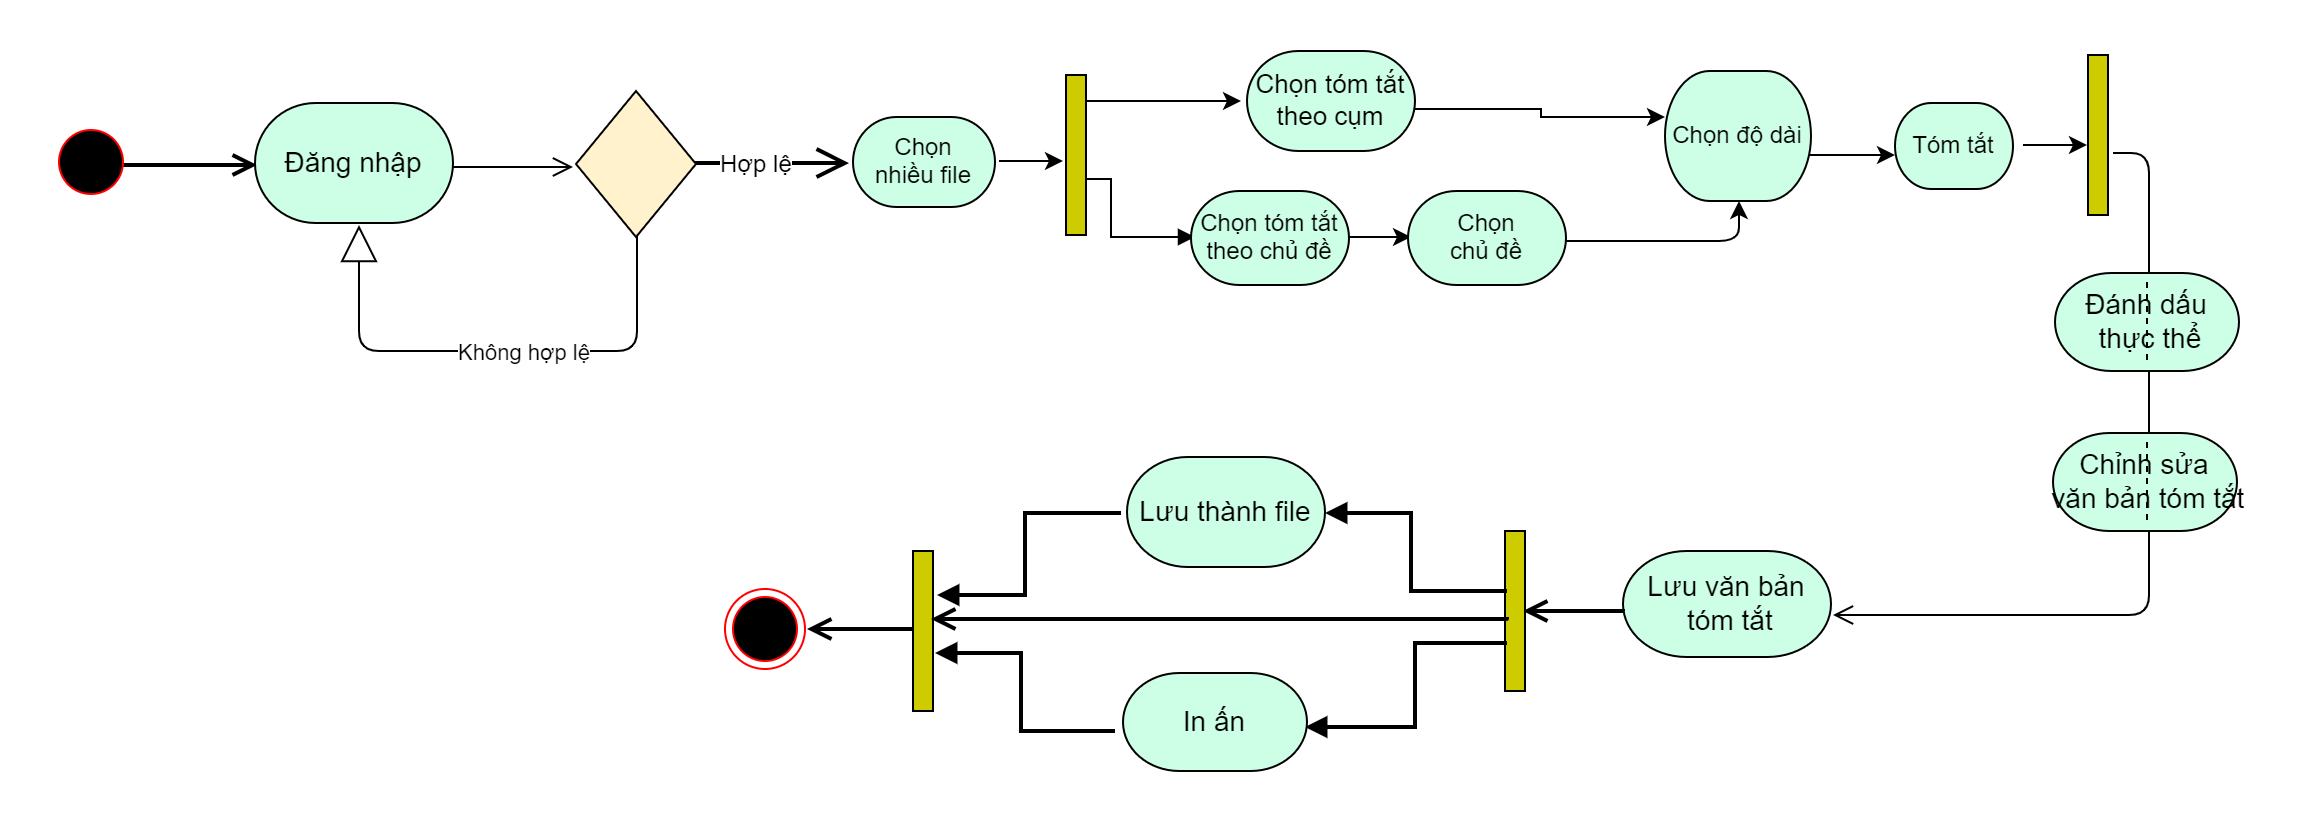 Đăng nhập
Hợp lệ
Không hợp lệ
Chọn
nhiều file
Chọn tóm tắt
theo cụm
Chọn tóm tắt
theo chủ đề
Chọn
chủ đề
Chọn độ dài
Tóm tắt
Đánh dấu
thực thể
Chỉnh sửa
văn bản tóm tắt
Lưu văn bản
tóm tắt
Lưu thành file
In ấn